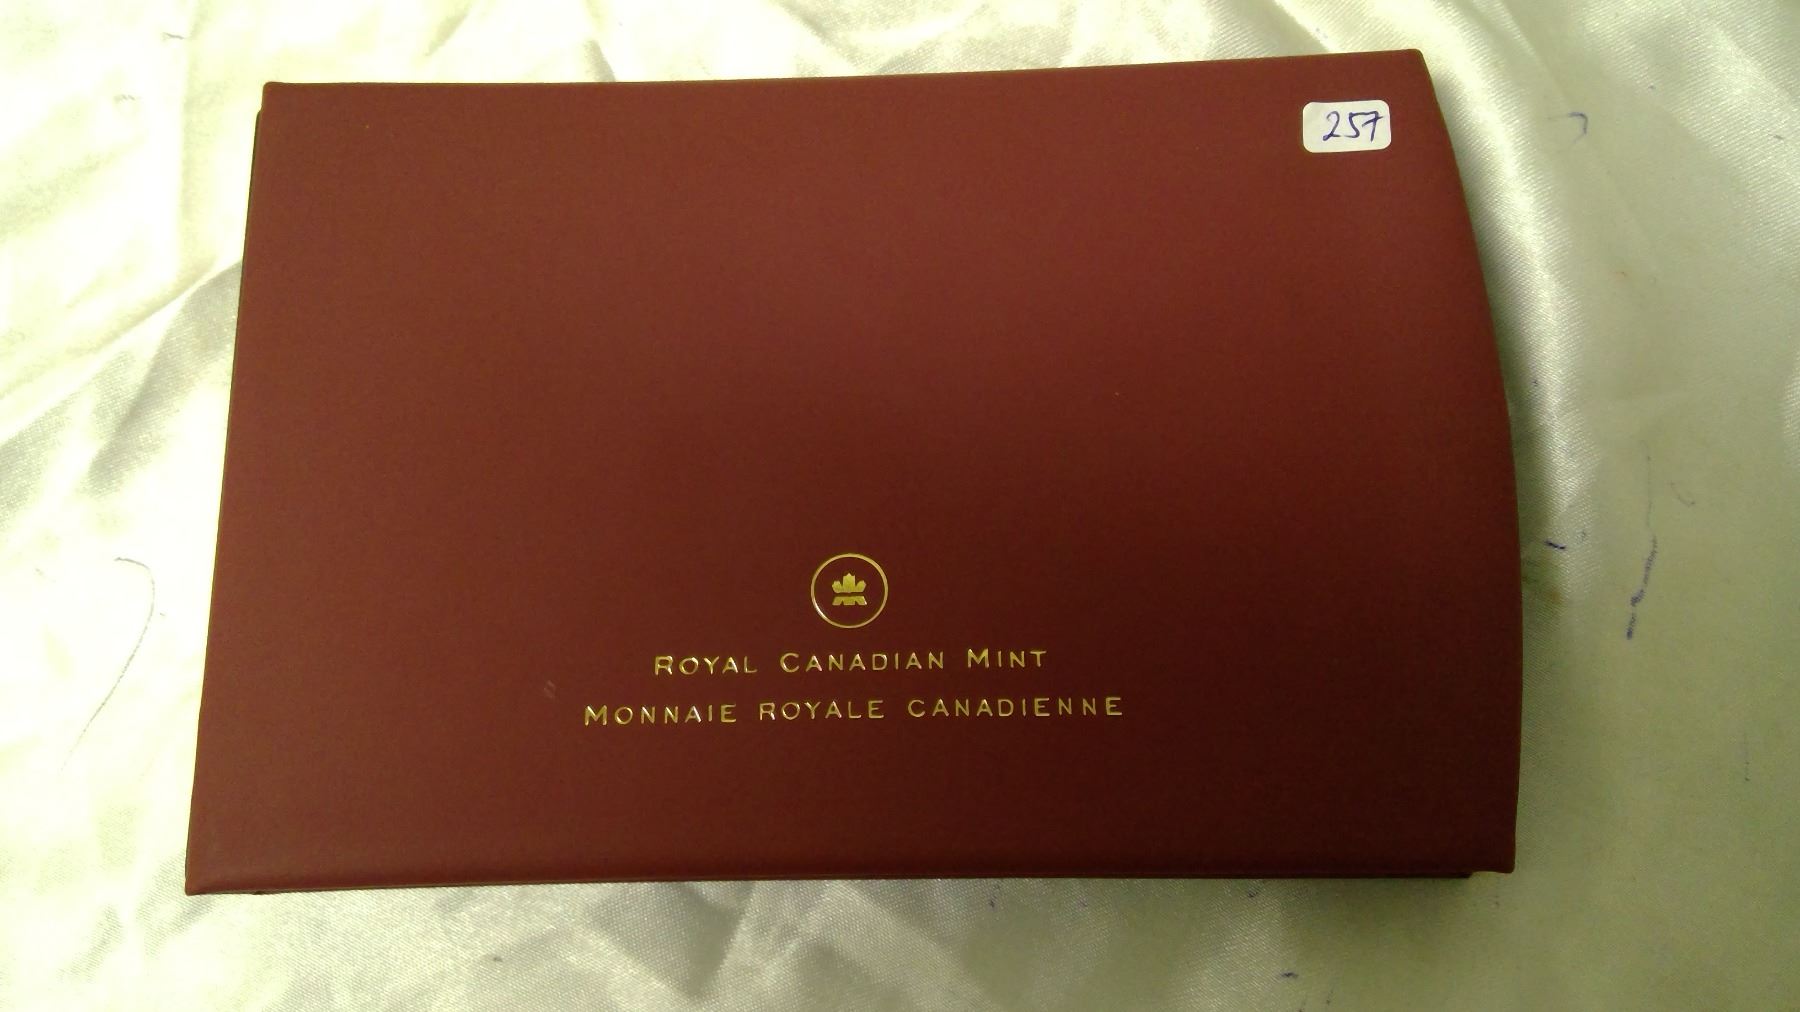 257
ROYAL CANADIAN MINT
MONNAIE ROYALE CANADIENNE